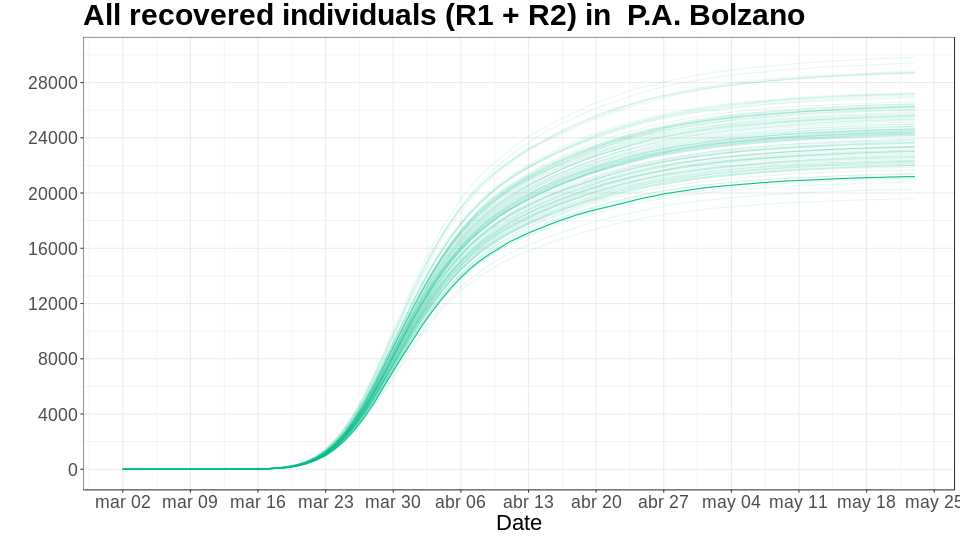 All recovered individuals (R1 + R2) in  P.A. Bolzano
28000
24000
20000
16000
12000
8000
4000
0
mar 02 mar 09 mar 16 mar 23 mar 30 abr 06 abr 13 abr 20 abr 27 may 04 may 11 may 18 may 25
Date